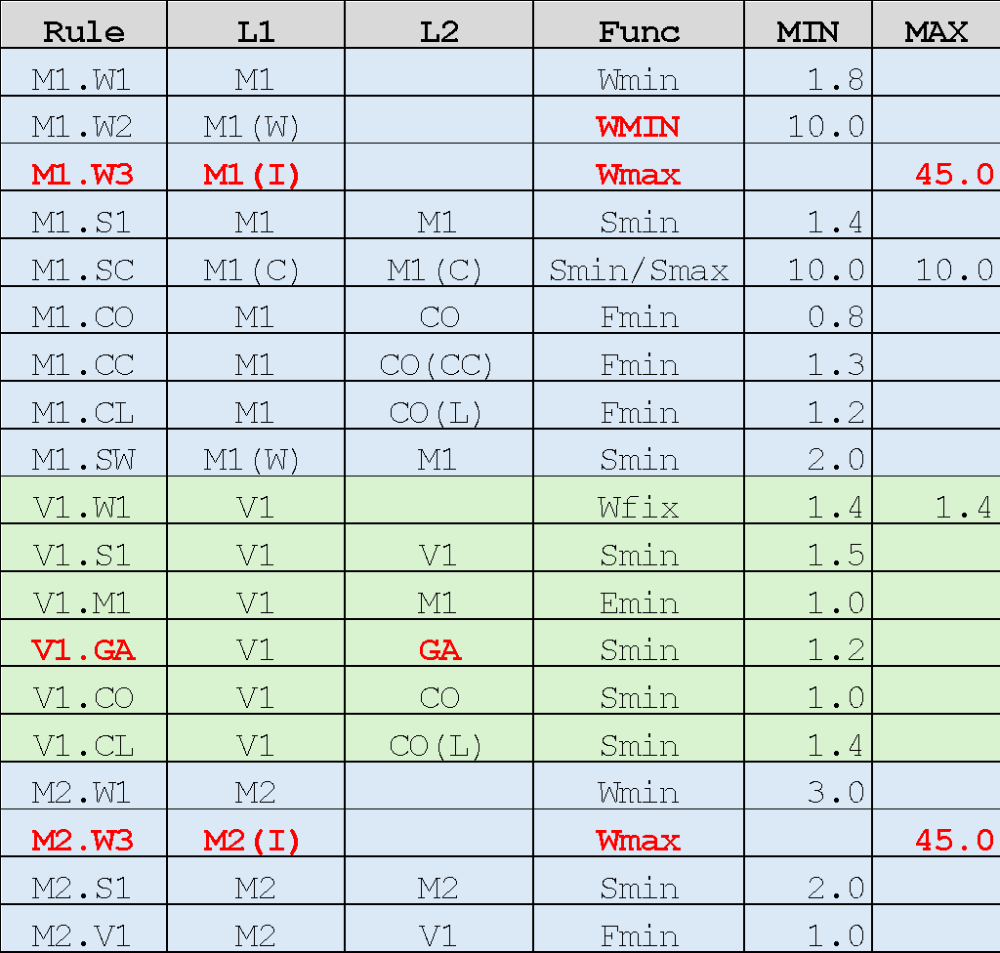 Rule L1 L2 Func MIN MAX
M1.W1 M1 Wmin 1.8
M1.W2 M1(W) WMIN 10.0
M1.W3 M1(I) Wmax 45.0
M1.S1 M1 M1 Smin 1.4
M1.SC M1(C) M1(C) Smin/Smax 10.0 10.0
M1.CO M1 CO Fmin 0.8
M1.CC M1 CO(CC) Fmin 1.3
M1.CL M1 CO(L) Fmin 1.2
M1.SW M1(W) M1 Smin 2.0
V1.W1 V1 Wfix 1.4 1.4
V1.S1 V1 V1 Smin 1.5
V1.M1 V1 M1 Emin 1.0
V1.GA V1 GA Smin 1.2
V1.CO V1 CO Smin 1.0
V1.CL V1 CO(L) Smin 1.4
M2.W1 M2 Wmin 3.0
M2.W3 M2(I) Wmax 45.0
M2.S1 M2 M2 Smin 2.0
M2.V1 M2 V1 Fmin 1.0